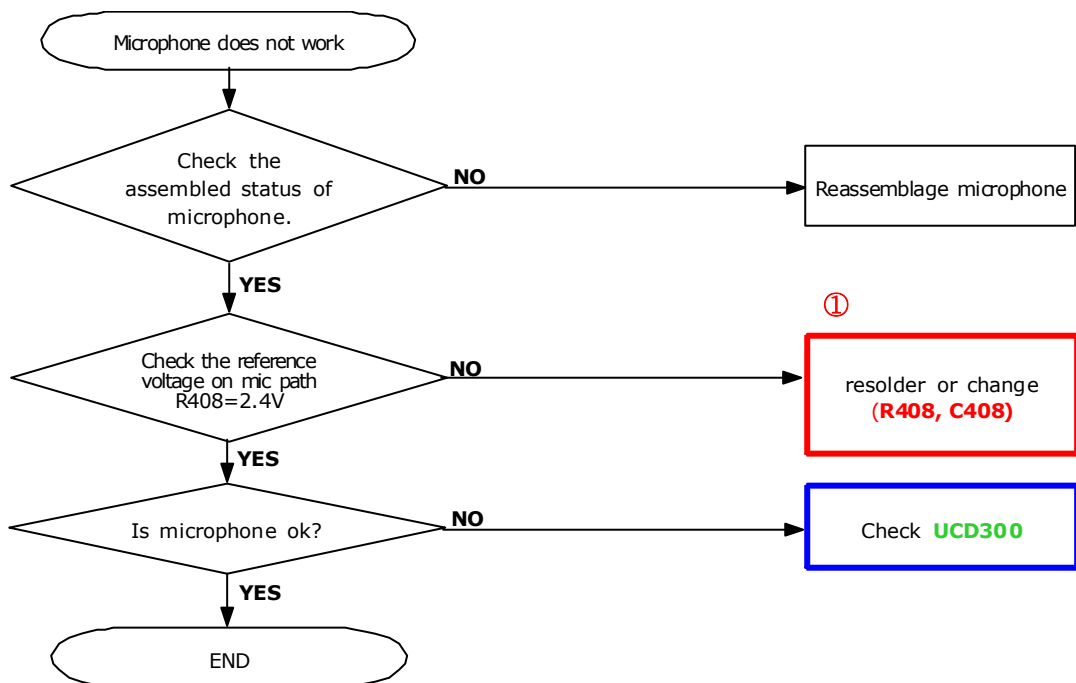 Microphone does not work
Check the
assembled status of
microphone.
NO
Reassemblage microphone
YES
①
Check the reference
voltage on mic path
R408=2.4V
NO
resolder or change
(R408, C408)
YES
Is microphone ok?
NO
Check UCD300
YES
END